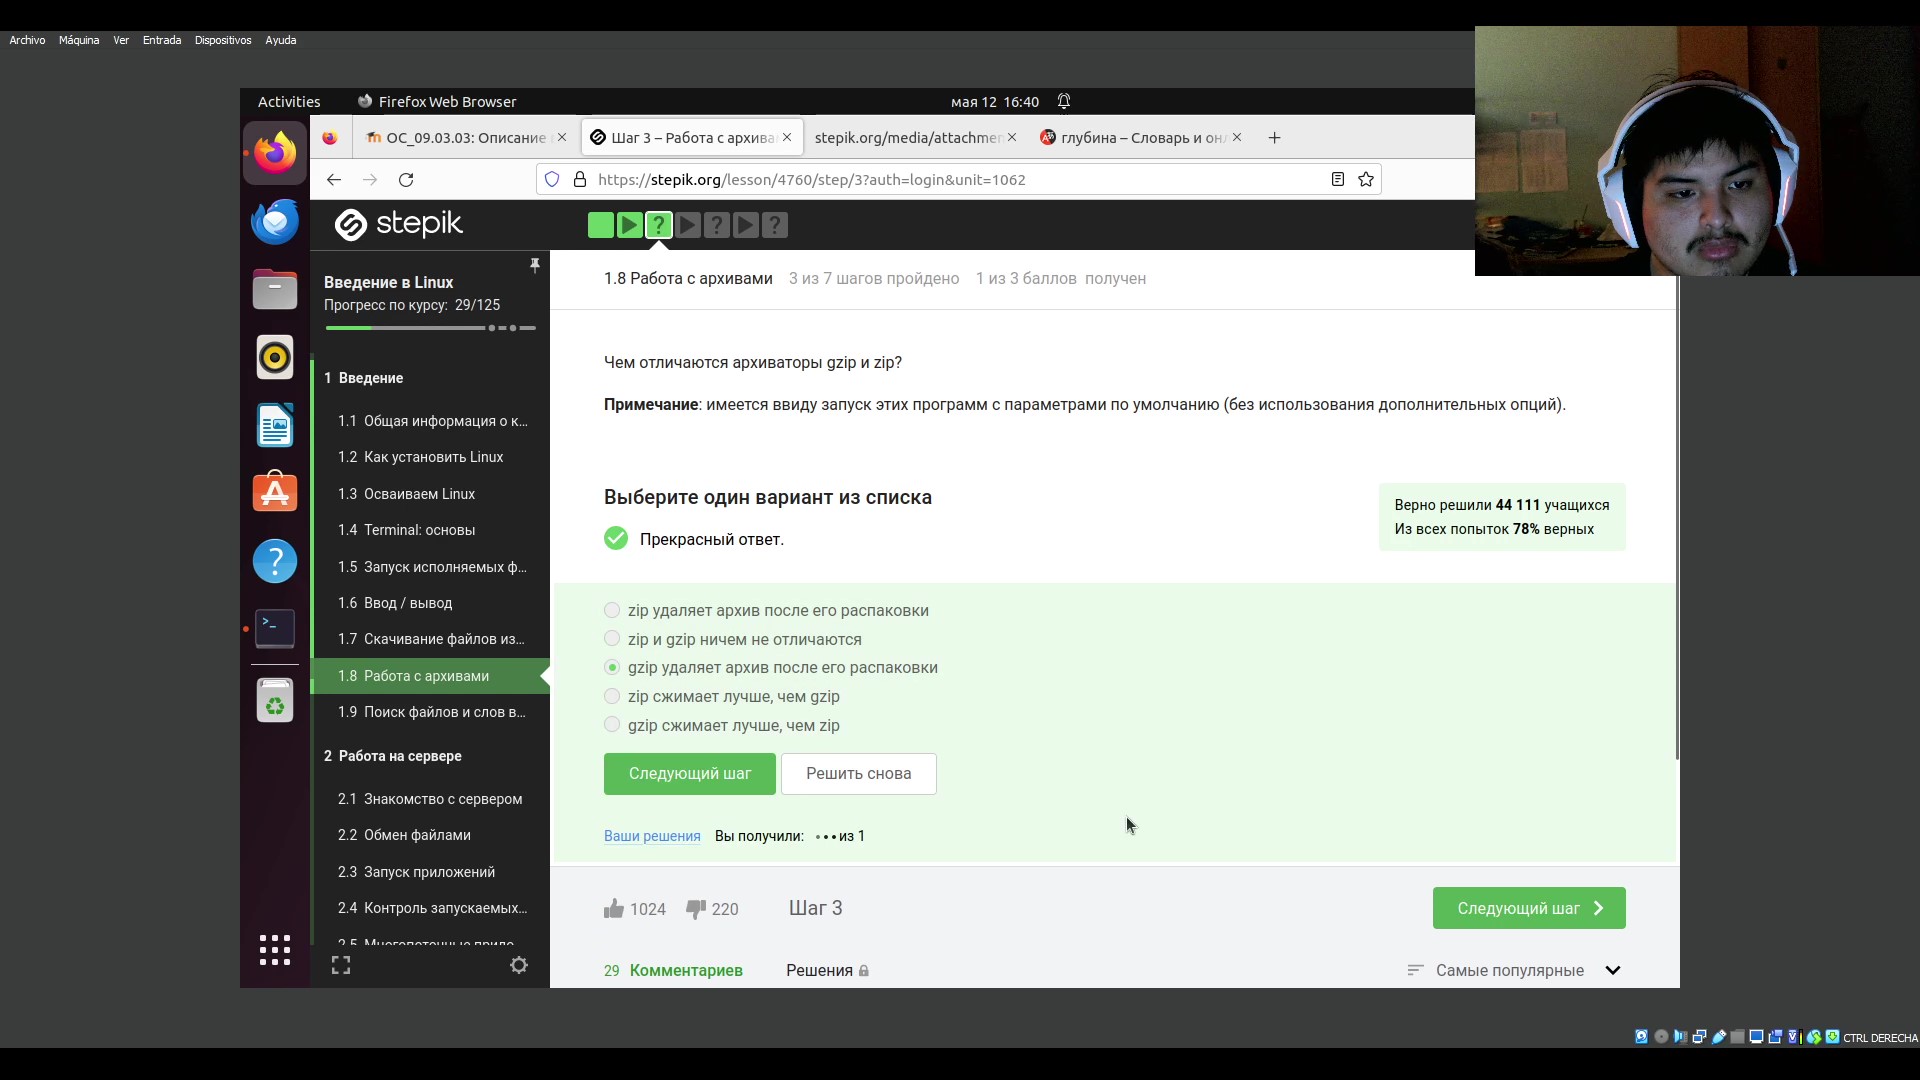 Archivo Máquina Ver Entrada Dispositivos Ayuda
Activities Firefox Web Browser мая 12 16:40
ОС_09.03.03: Описание
Шаг 3 – Работа с архива
stepik.org/media/attachmen
глубина – Словарь и онл
https://stepik.org/lesson/4760/step/3?auth=login&unit=1062
stepik
Введение в Linux
Прогресс по курсу: 29/125
1 Введение
1.1 Общая информация о к...
1.2 Как установить Linux
1.3 Осваиваем Linux
1.4 Terminal: основы
1.5 Запуск исполняемых ф...
1.6 Ввод / вывод
1.7 Скачивание файлов из...
1.8 Работа с архивами
1.9 Поиск файлов и слов в...
2 Работа на сервере
2.1 Знакомство с сервером
2.2 Обмен файлами
2.3 Запуск приложений
2.4 Контроль запускаемых...
1.8 Работа с архивами 3 из 7 шагов пройдено 1 из 3 баллов получен
Чем отличаются архиваторы gzip и zip?
Примечание: имеется ввиду запуск этих программ с параметрами по умолчанию (без использования дополнительных опций).
Выберите один вариант из списка
Прекрасный ответ.
Верно решили 44 111 учащихся
Из всех попыток 78% верных
zip удаляет архив после его распаковки
zip и gzip ничем не отличаются
gzip удаляет архив после его распаковки
zip сжимает лучше, чем gzip
gzip сжимает лучше, чем zip
Следующий шаг Решить снова
Ваши решения Вы получили: ••• из 1
1024 220 Шаг 3 Следующий шаг
29 Комментариев Решения Самые популярные
CTRL DERECHA